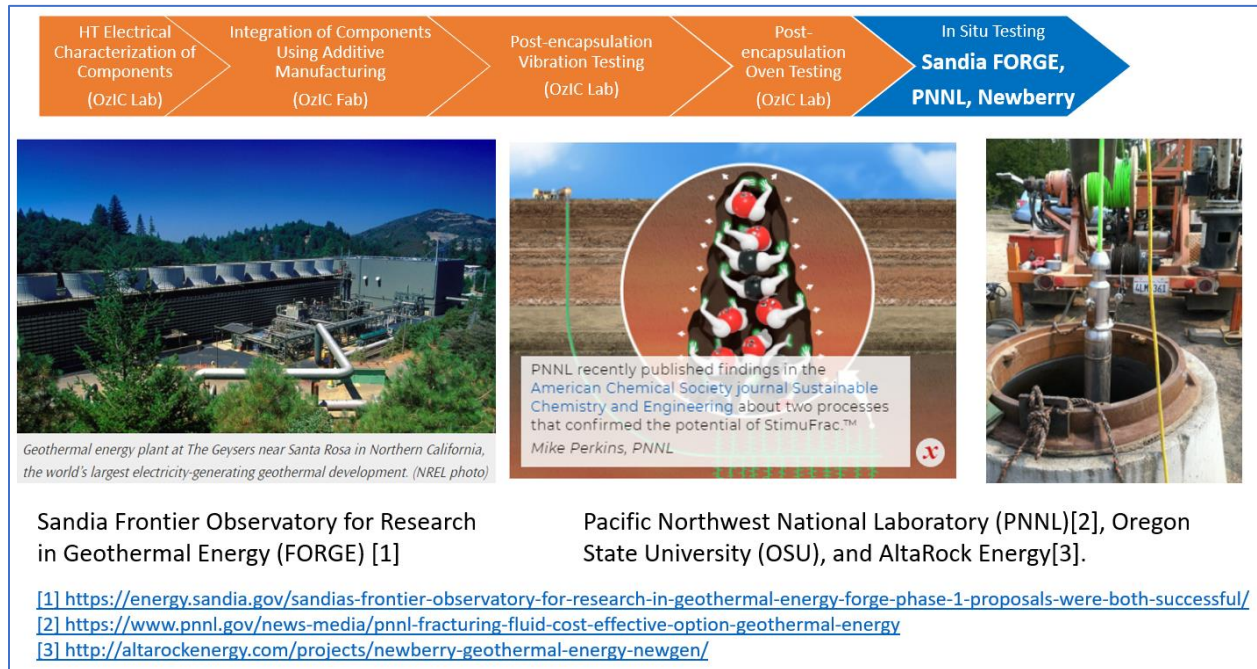 HT Electrical
Characterization of
Components
(OzIC Lab)
Integration of Components
Using Additive
Manufacturing
(OzIC Fab)
Post-encapsulation
Vibration Testing
(OzIC Lab)
Post-
encapsulation
Oven Testing
(OzIC Lab)
In Situ Testing
Sandia FORGE,
PNNL, Newberry
Geothermal energy plant at The Geysers near Santa Rosa in Northern California,
the world's largest electricity-generating geothermal development. (NREL photo)
PNNL recently published findings in the
American Chemical Society journal Sustainable
Chemistry and Engineering about two processes
that confirmed the potential of StimuFrac.™
Mike Perkins, PNNL
x
Sandia Frontier Observatory for Research
in Geothermal Energy (FORGE) [1]
Pacific Northwest National Laboratory (PNNL)[2], Oregon
State University (OSU), and AltaRock Energy[3].
[1] https://energy.sandia.gov/sandias-frontier-observatory-for-research-in-geothermal-energy-forge-phase-1-proposals-were-both-successful/
[2] https://www.pnnl.gov/news-media/pnnl-fracturing-fluid-cost-effective-option-geothermal-energy
[3] http://altarockenergy.com/projects/newberry-geothermal-energy-newgen/